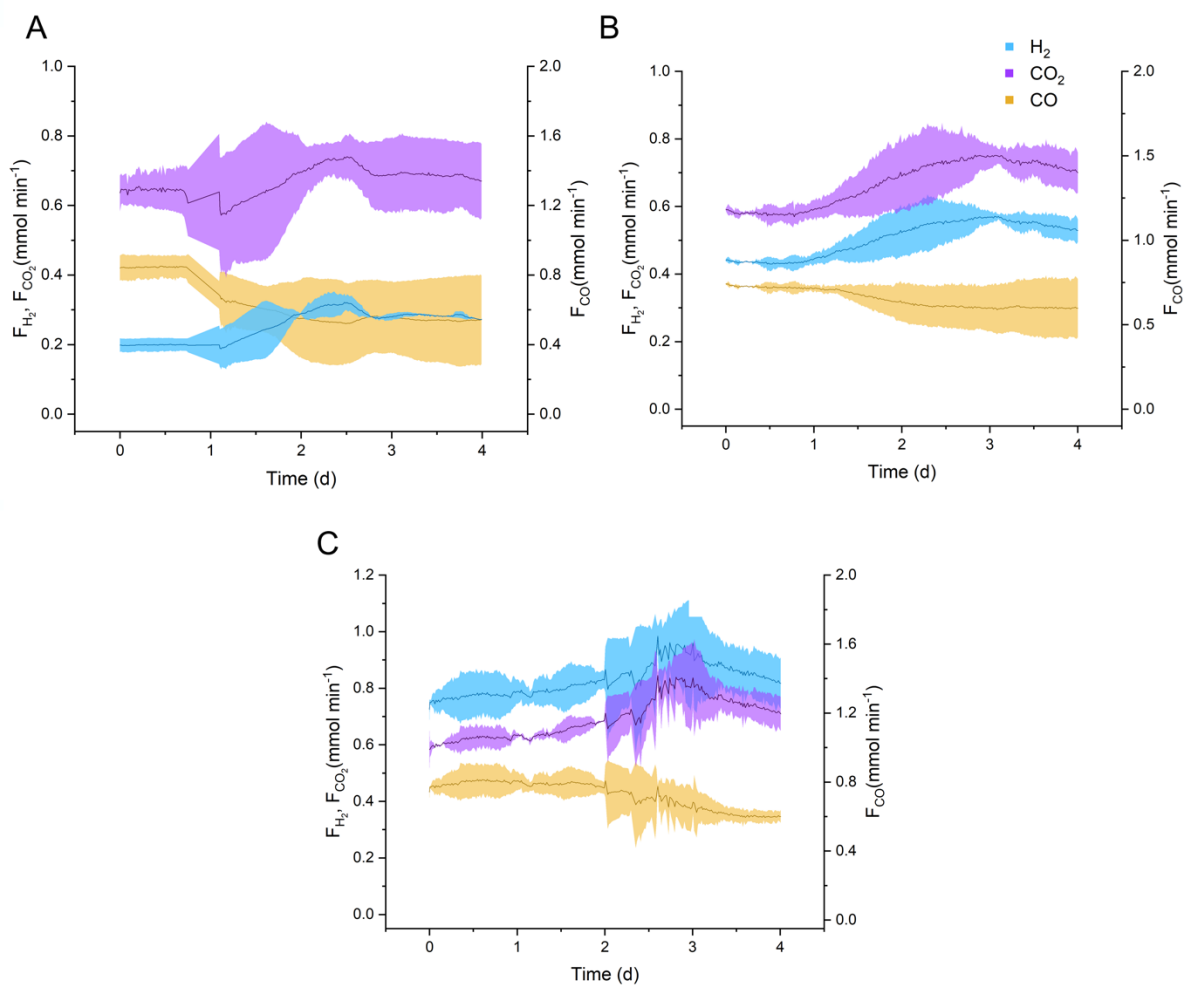 A
1.0
0.8
0.6
0.4
0.2
0.0
F_H₂, F_CO₂(mmol min⁻¹)
2.0
1.6
1.2
0.8
0.4
0.0
F_CO(mmol min⁻¹)
0 1 2 3 4
Time (d)
B
H₂
CO₂
CO
1.0
0.8
0.6
0.4
0.2
0.0
F_H₂, F_CO₂(mmol min⁻¹)
2.0
1.5
1.0
0.5
0.0
F_CO(mmol min⁻¹)
0 1 2 3 4
Time (d)
C
1.2
1.0
0.8
0.6
0.4
0.2
0.0
F_H₂, F_CO₂(mmol min⁻¹)
2.0
1.6
1.2
0.8
0.4
0.0
F_CO(mmol min⁻¹)
0 1 2 3 4
Time (d)